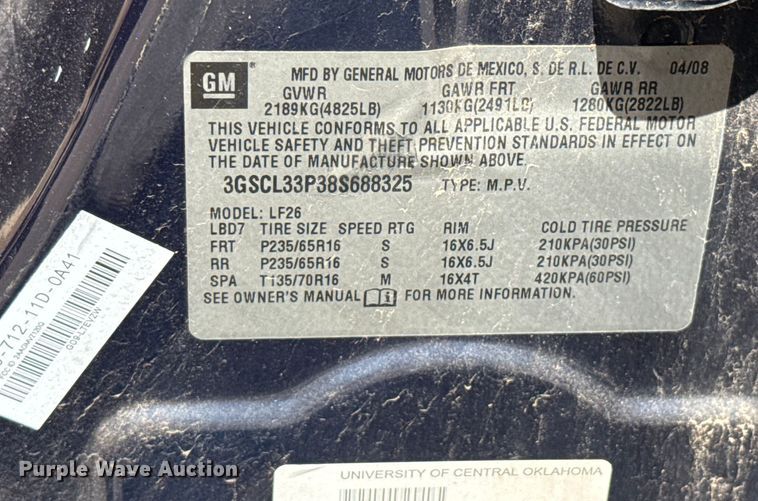 GM
MFD BY GENERAL MOTORS DE MEXICO, S. DE R.L. DE C.V. 04/08
GVWR GAWR FRT GAWR RR
2189KG(4825LB) 1130KG(2491LB) 1280KG(2822LB)
THIS VEHICLE CONFORMS TO ALL APPLICABLE U.S. FEDERAL MOTOR
VEHICLE SAFETY AND THEFT PREVENTION STANDARDS IN EFFECT ON
THE DATE OF MANUFACTURE SHOWN ABOVE.
3GSCL33P38S688325 TYPE: M.P.V.
MODEL: LF26
LBD7 TIRE SIZE SPEED RTG RIM COLD TIRE PRESSURE
FRT P235/65R16 S 16X6.5J 210KPA(30PSI)
RR P235/65R16 S 16X6.5J 210KPA(30PSI)
SPA T135/70R16 M 16X4T 420KPA(60PSI)
SEE OWNER'S MANUAL FOR MORE INFORMATION.
-712-11D-0A41
Purple Wave Auction
UNIVERSITY OF CENTRAL OKLAHOMA